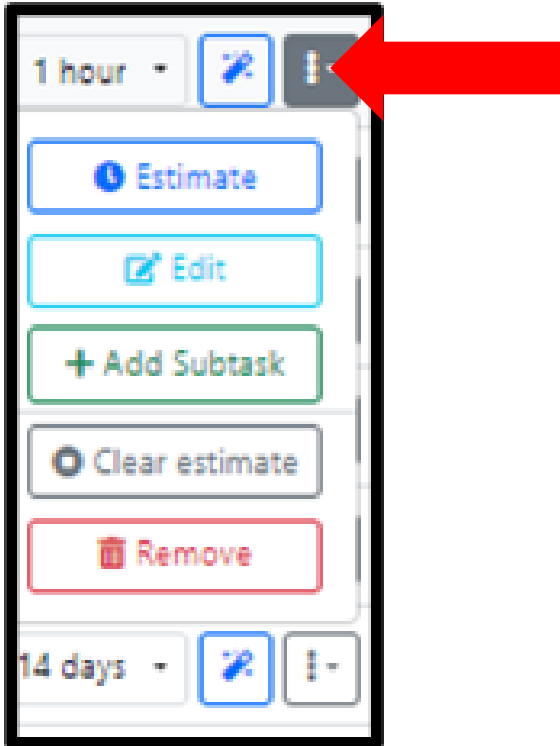 1 hour
Estimate
Edit
+ Add Subtask
Clear estimate
Remove
14 days